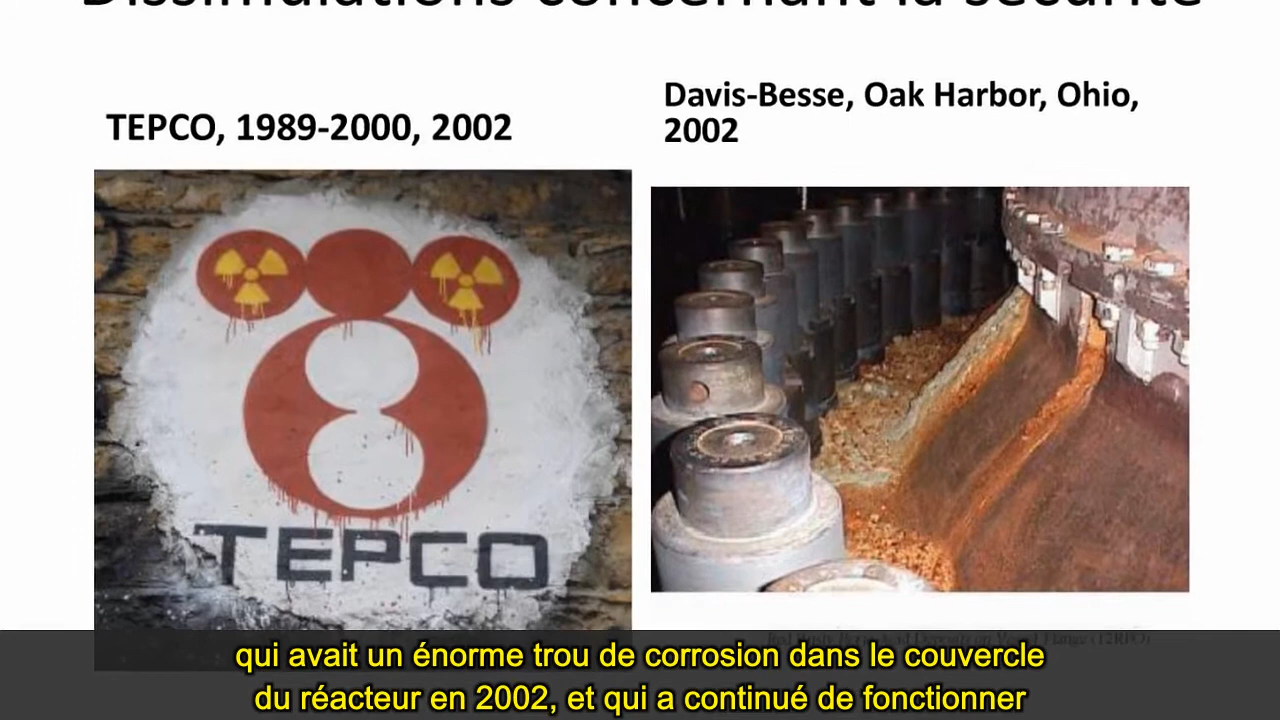 Dissimulations concernant la sécurité
TEPCO, 1989-2000, 2002
Davis-Besse, Oak Harbor, Ohio,
2002
TEPCO
qui avait un énorme trou de corrosion dans le couvercle
du réacteur en 2002, et qui a continué de fonctionner